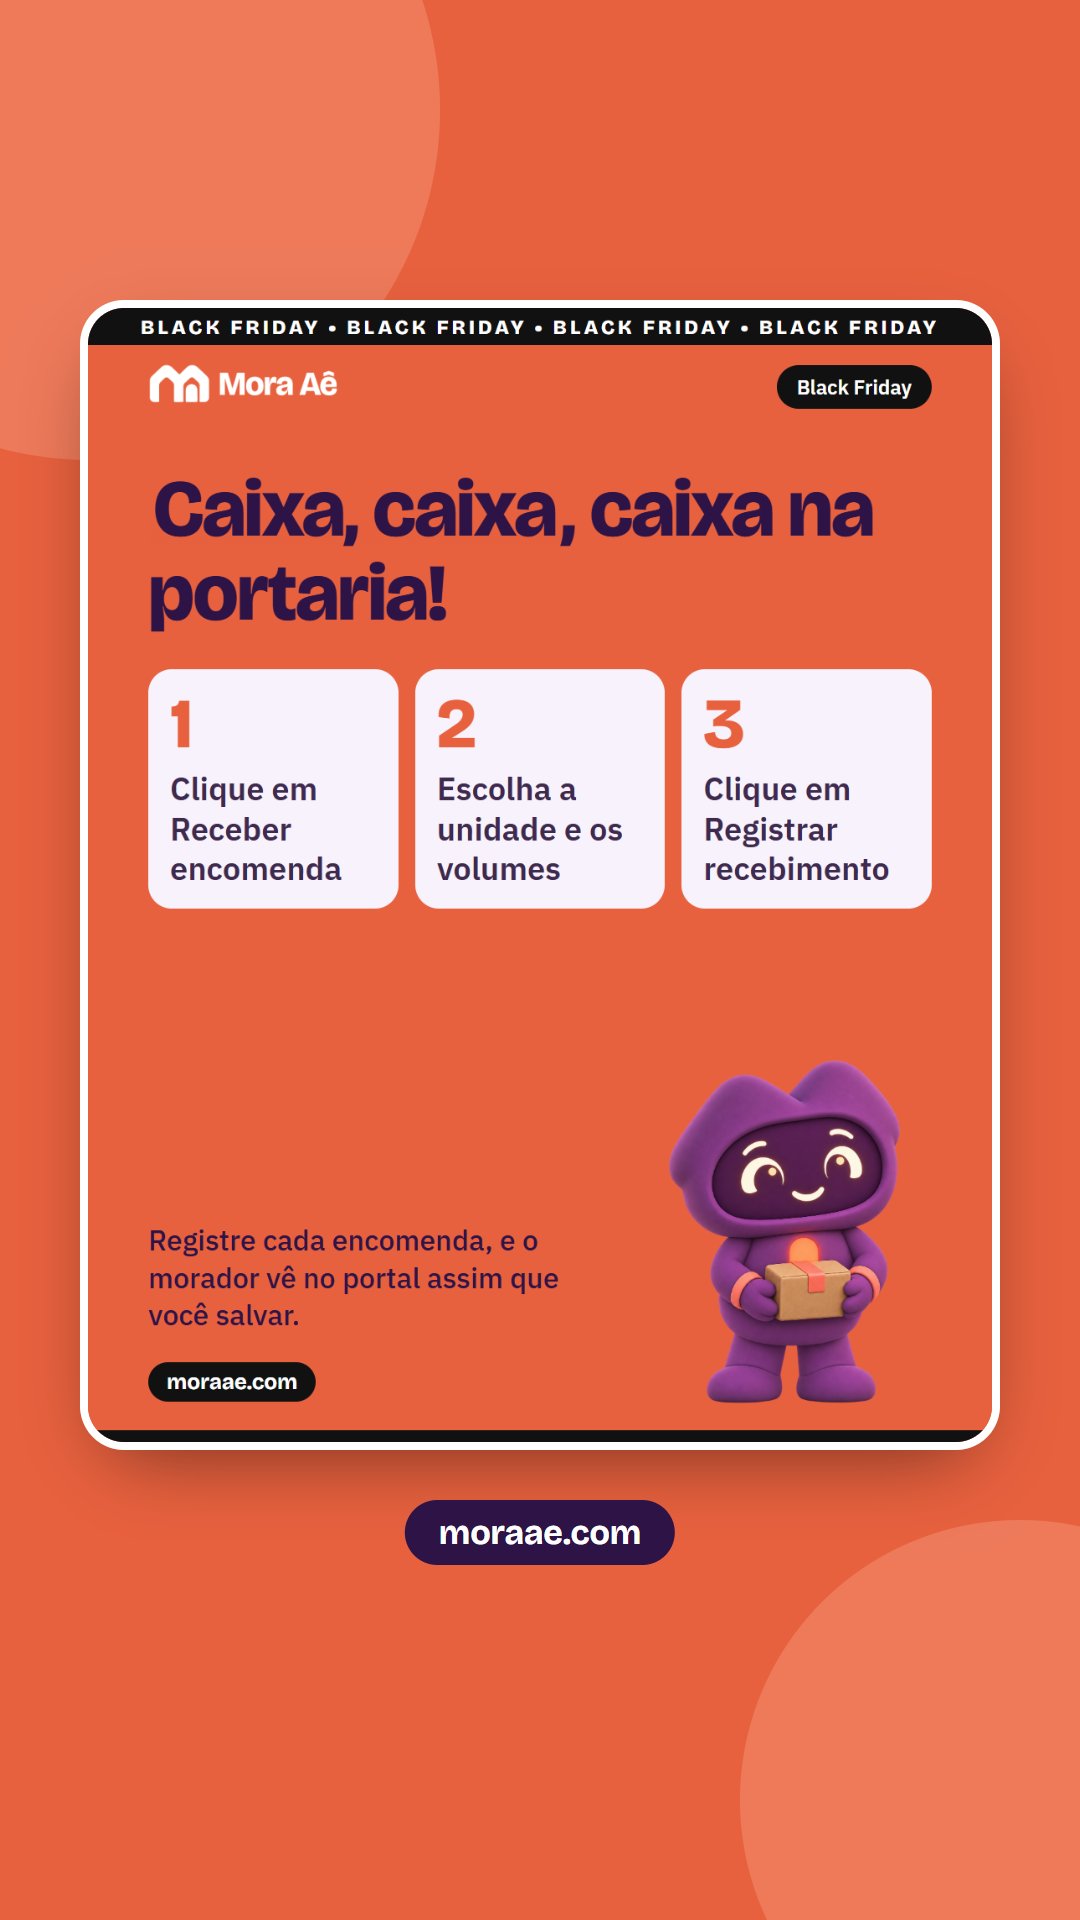 BLACK FRIDAY • BLACK FRIDAY • BLACK FRIDAY • BLACK FRIDAY
Mora Aê
Black Friday
Caixa, caixa, caixa na
portaria!
1
Clique em
Receber
encomenda
2
Escolha a
unidade e os
volumes
3
Clique em
Registrar
recebimento
Registre cada encomenda, e o
morador vê no portal assim que
você salvar.
moraae.com
moraae.com